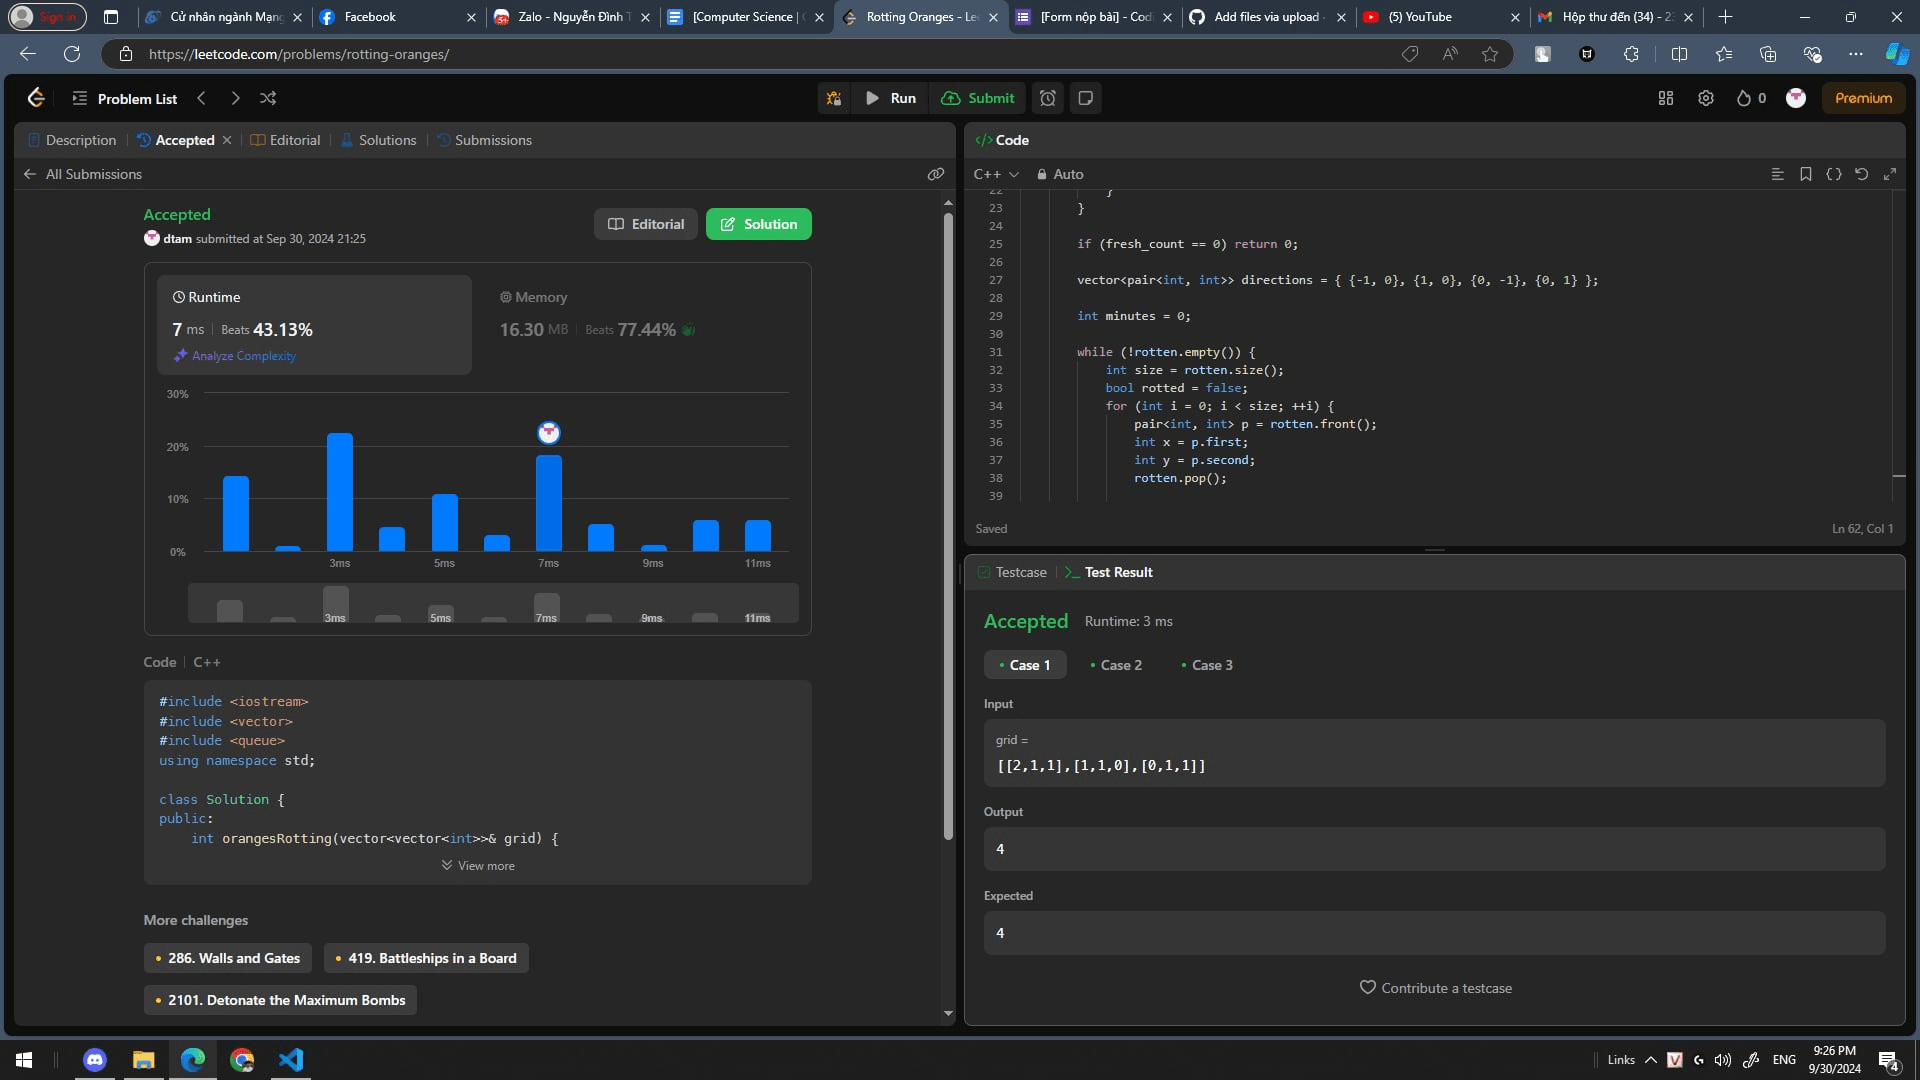 Sign in
Cử nhân ngành Mạng
Facebook
Zalo - Nguyễn Đình T
[Computer Science]
Rotting Oranges - Le
[Form nộp bài] - Cod
Add files via upload
(5) YouTube
Hộp thư đến (34) - 2
https://leetcode.com/problems/rotting-oranges/
Problem List
Run
Submit
0
Premium
Description
Accepted
Editorial
Solutions
Submissions
All Submissions
Accepted
dtam submitted at Sep 30, 2024 21:25
Editorial
Solution
Runtime
7 ms | Beats 43.13%
Analyze Complexity
Memory
16.30 MB | Beats 77.44%
30%
20%
10%
0%
3ms
5ms
7ms
9ms
11ms
3ms
5ms
7ms
9ms
11ms
Code | C++
#include <iostream>
#include <vector>
#include <queue>
using namespace std;
class Solution {
public:
int orangesRotting(vector<vector<int>>& grid) {
View more
More challenges
286. Walls and Gates
419. Battleships in a Board
2101. Detonate the Maximum Bombs
</> Code
C++
Auto
22 }
23 }
24
25 if (fresh_count == 0) return 0;
26
27 vector<pair<int, int>> directions = { {-1, 0}, {1, 0}, {0, -1}, {0, 1} };
28
29 int minutes = 0;
30
31 while (!rotten.empty()) {
32 int size = rotten.size();
33 bool rotted = false;
34 for (int i = 0; i < size; ++i) {
35 pair<int, int> p = rotten.front();
36 int x = p.first;
37 int y = p.second;
38 rotten.pop();
39
Saved
Ln 62, Col 1
Testcase
Test Result
Accepted
Runtime: 3 ms
Case 1
Case 2
Case 3
Input
grid =
[[2,1,1],[1,1,0],[0,1,1]]
Output
4
Expected
4
Contribute a testcase
Links
ENG
9:26 PM
9/30/2024
4